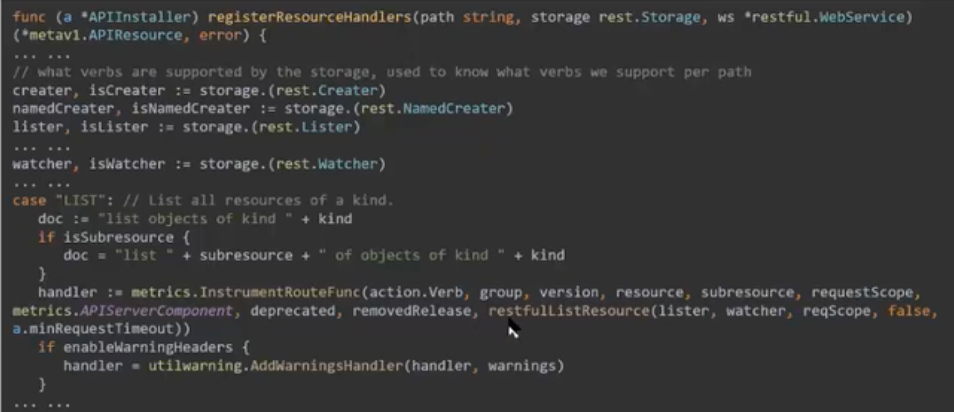 func (a *APIInstaller) registerResourceHandlers(path string, storage rest.Storage, ws *restful.WebService)
(*metav1.APIResource, error) {
... ...
// what verbs are supported by the storage, used to know what verbs we support per path
creater, isCreater := storage.(rest.Creater)
namedCreater, isNamedCreater := storage.(rest.NamedCreater)
lister, isLister := storage.(rest.Lister)
... ...
watcher, isWatcher := storage.(rest.Watcher)
... ...
case "LIST": // List all resources of a kind.
doc := "list objects of kind " + kind
if isSubresource {
doc = "list " + subresource + " of objects of kind " + kind
}
handler := metrics.InstrumentRouteFunc(action.Verb, group, version, resource, subresource, requestScope,
metrics.APIServerComponent, deprecated, removedRelease, restfulListResource(lister, watcher, reqScope, false,
a.minRequestTimeout))
if enableWarningHeaders {
handler = utilwarning.AddWarningsHandler(handler, warnings)
}
... ...